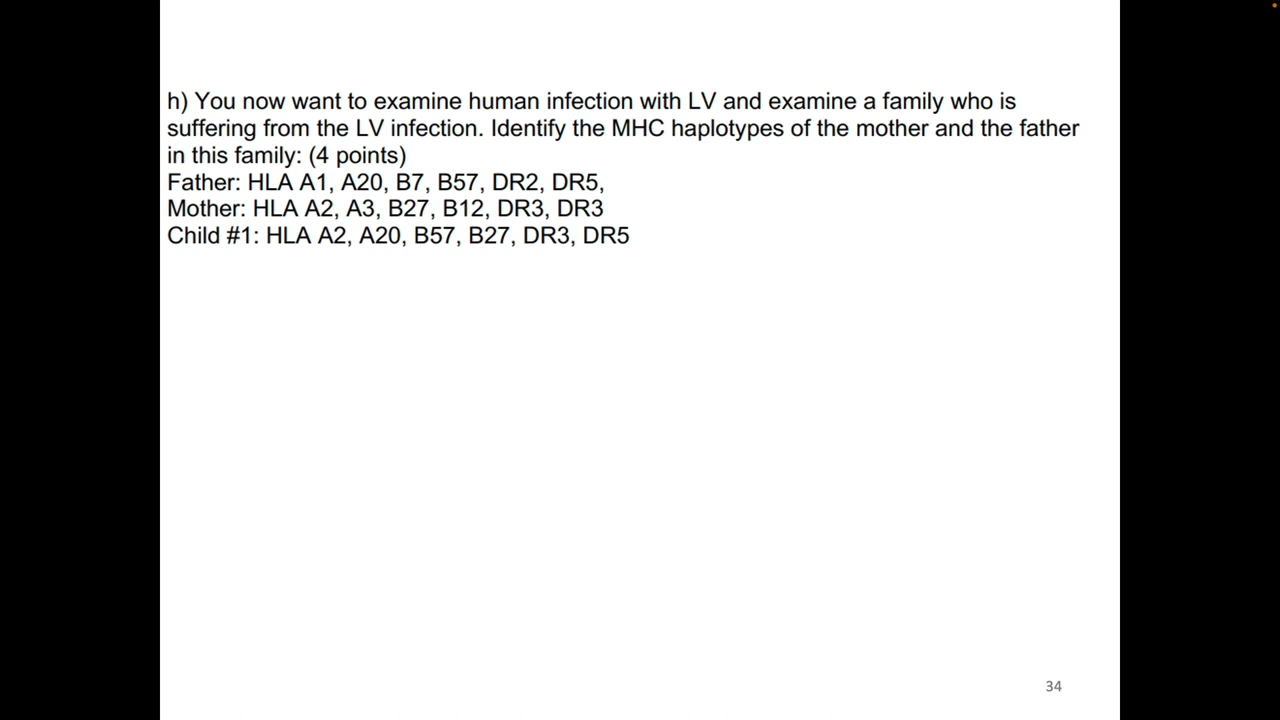 h) You now want to examine human infection with LV and examine a family who is
suffering from the LV infection. Identify the MHC haplotypes of the mother and the father
in this family: (4 points)
Father: HLA A1, A20, B7, B57, DR2, DR5,
Mother: HLA A2, A3, B27, B12, DR3, DR3
Child #1: HLA A2, A20, B57, B27, DR3, DR5
34